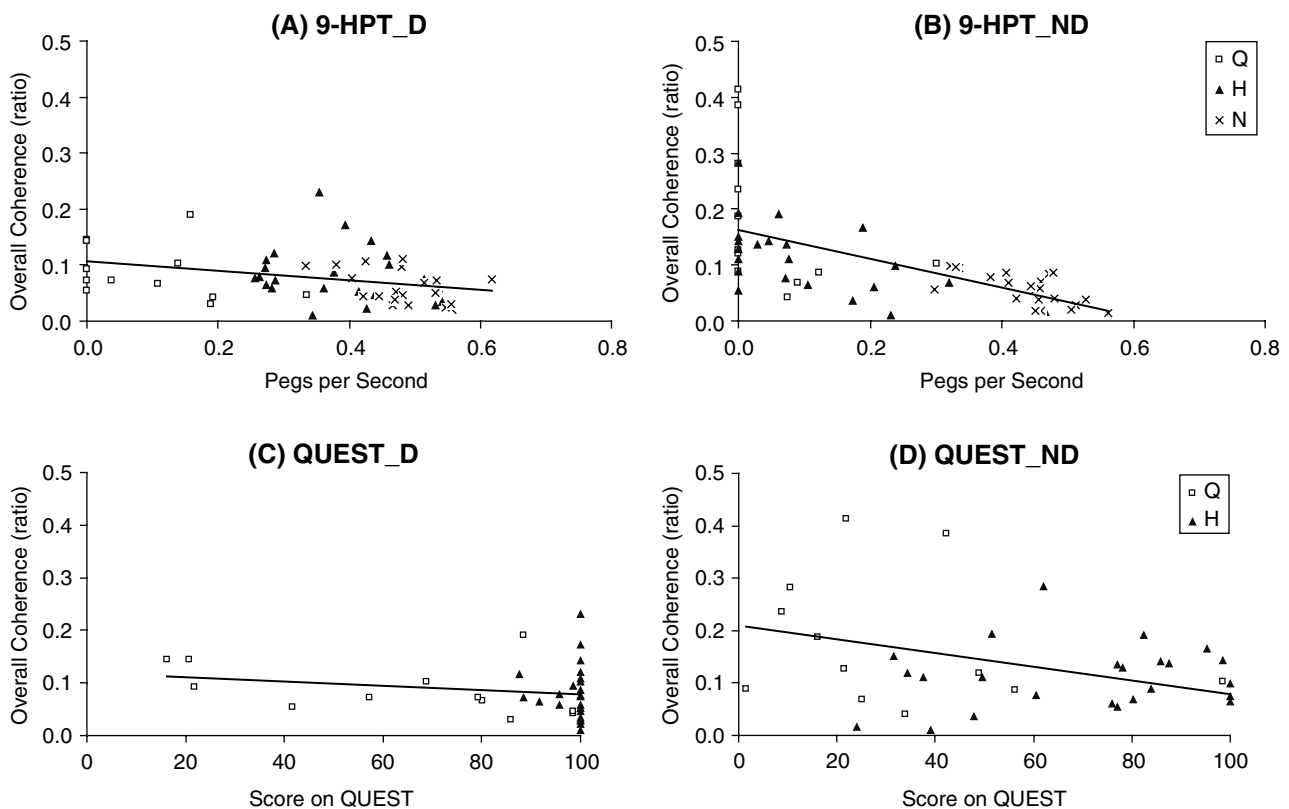 (A) 9-HPT_D
Overall Coherence (ratio)
0.5
0.4
0.3
0.2
0.1
0.0
0.0 0.2 0.4 0.6 0.8
Pegs per Second
(B) 9-HPT_ND
Overall Coherence (ratio)
0.5
0.4
0.3
0.2
0.1
0.0
0.0 0.2 0.4 0.6 0.8
Pegs per Second
Q
H
N
(C) QUEST_D
Overall Coherence (ratio)
0.5
0.4
0.3
0.2
0.1
0.0
0 20 40 60 80 100
Score on QUEST
(D) QUEST_ND
Overall Coherence (ratio)
0.5
0.4
0.3
0.2
0.1
0.0
0 20 40 60 80 100
Score on QUEST
Q
H